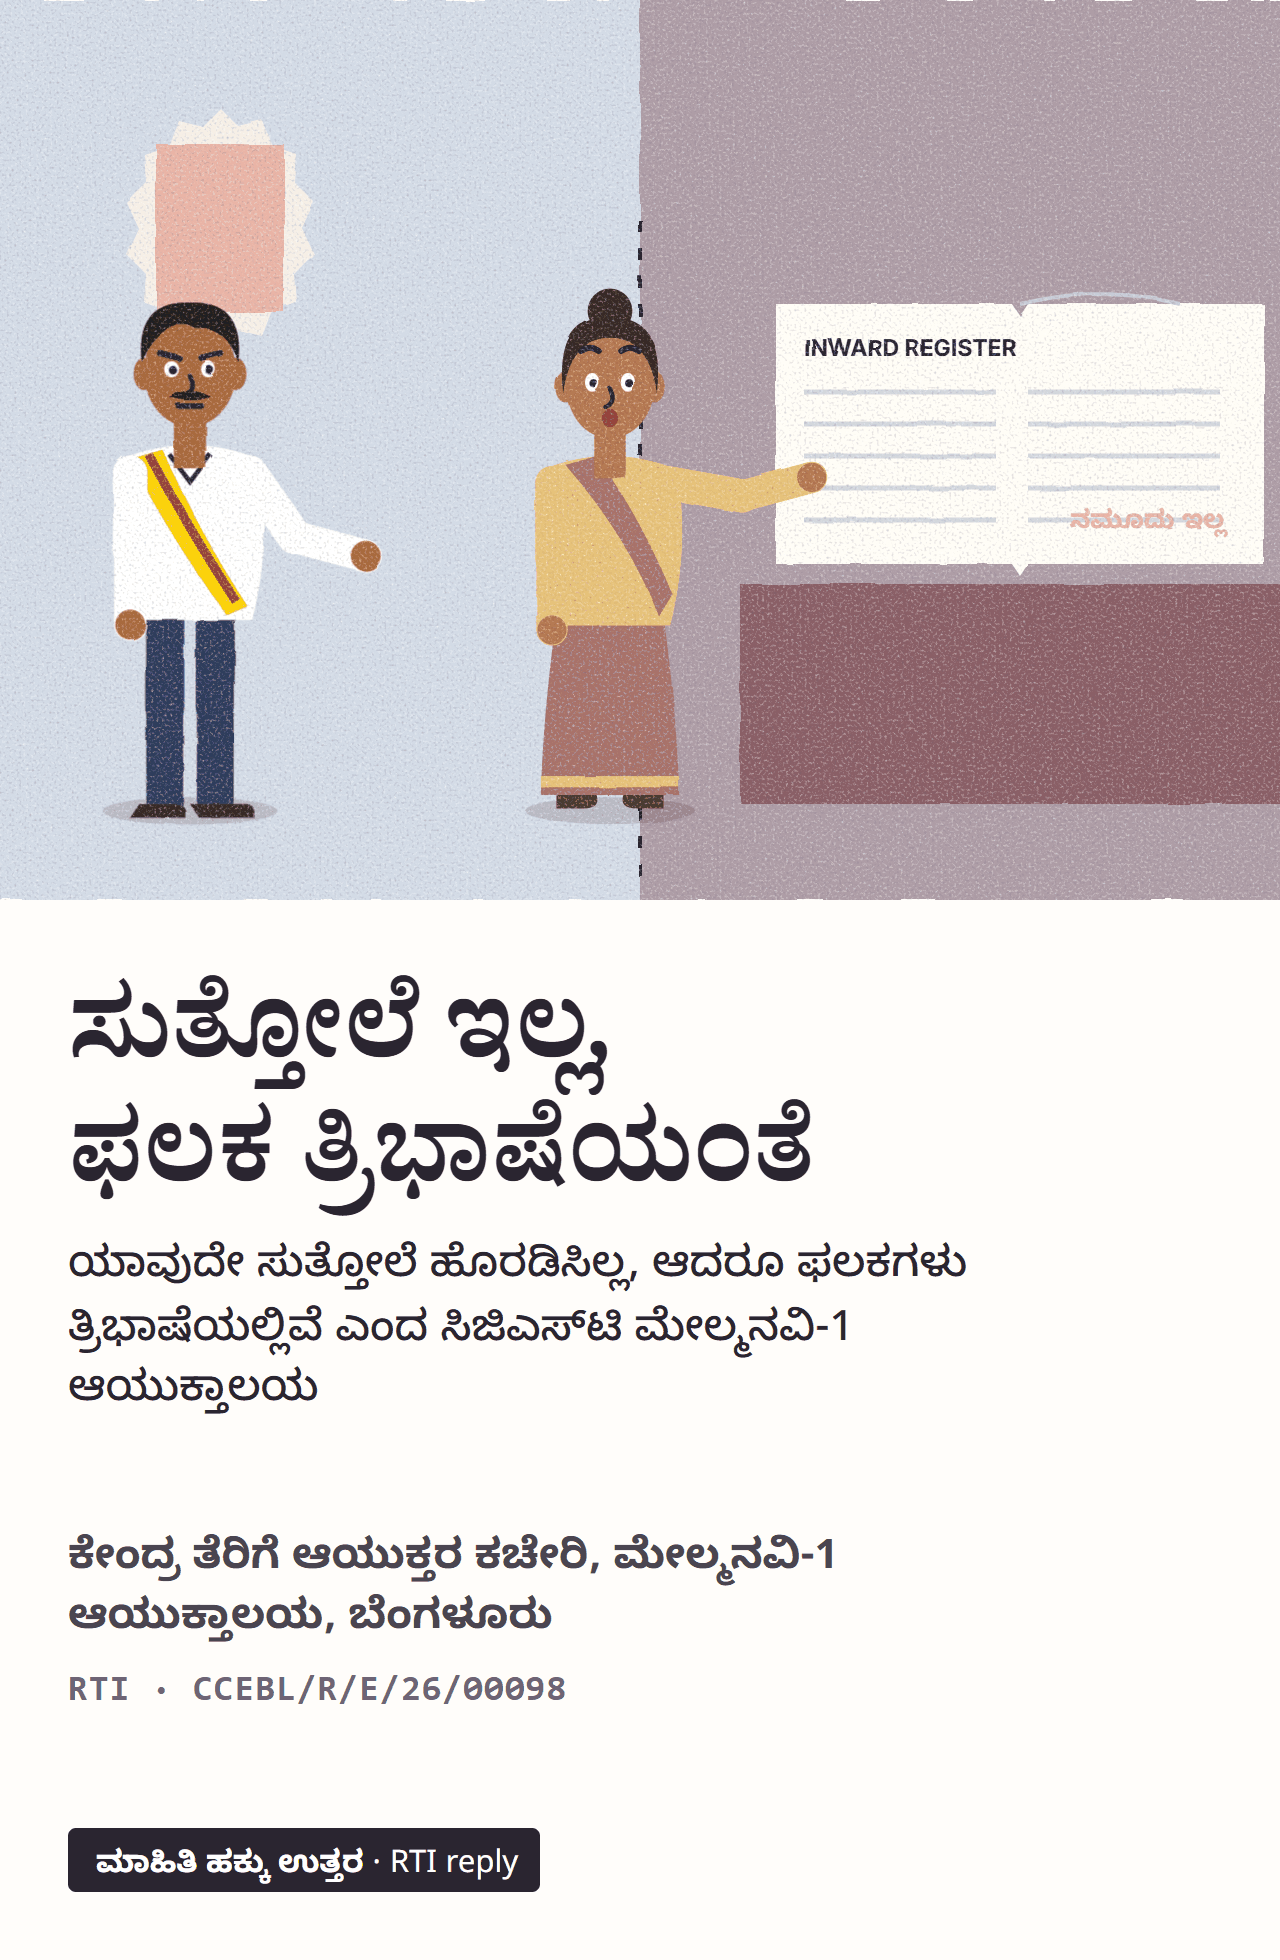 INWARD REGISTER
ನಮೂದು ಇಲ್ಲ
ಸುತ್ತೋಲೆ ಇಲ್ಲ,
ಫಲಕ ತ್ರಿಭಾಷೆಯಂತೆ
ಯಾವುದೇ ಸುತ್ತೋಲೆ ಹೊರಡಿಸಿಲ್ಲ, ಆದರೂ ಫಲಕಗಳು
ತ್ರಿಭಾಷೆಯಲ್ಲಿವೆ ಎಂದ ಸಿಜಿಎಸ್‌ಟಿ ಮೇಲ್ಮನವಿ-1
ಆಯುಕ್ತಾಲಯ
ಕೇಂದ್ರ ತೆರಿಗೆ ಆಯುಕ್ತರ ಕಚೇರಿ, ಮೇಲ್ಮನವಿ-1
ಆಯುಕ್ತಾಲಯ, ಬೆಂಗಳೂರು
RTI · CCEBL/R/E/26/00098
ಮಾಹಿತಿ ಹಕ್ಕು ಉತ್ತರ · RTI reply